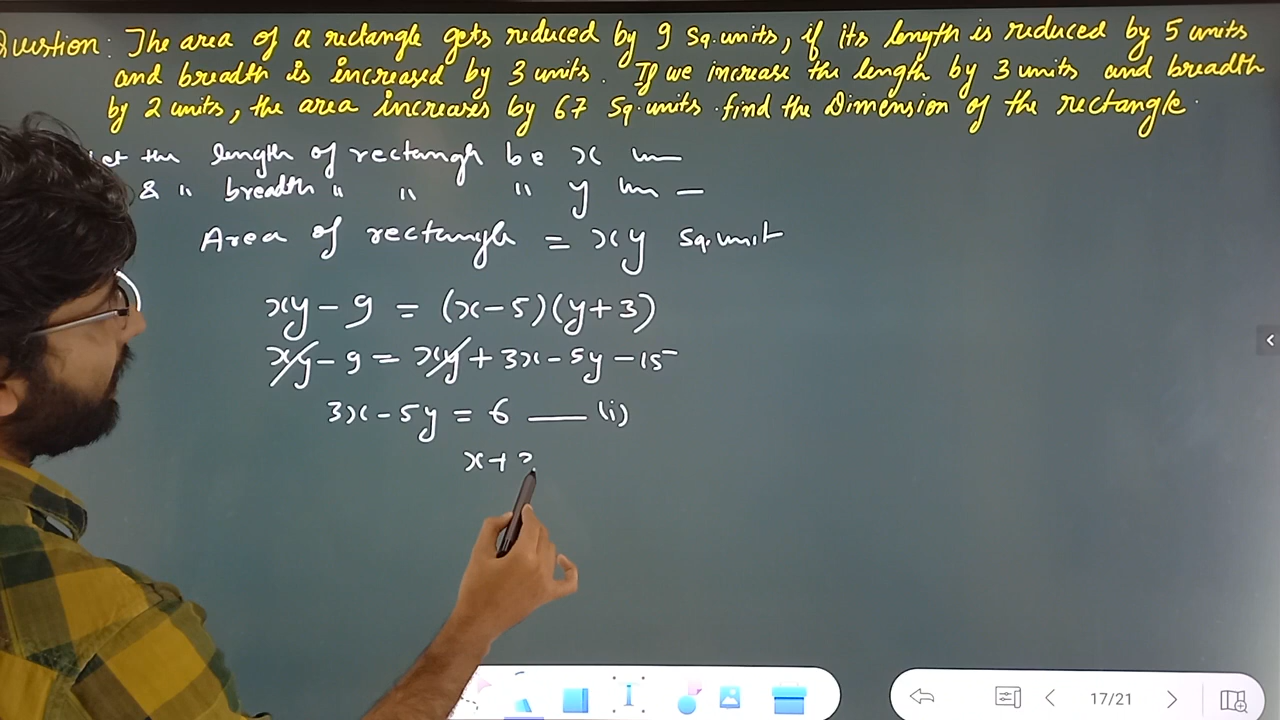 Question: The area of a rectangle gets reduced by 9 Sq.units, if its length is reduced by 5 units
and breadth is increased by 3 units. If we increase the length by 3 units and breadth
by 2 units, the area increases by 67 Sq.units. find the Dimension of the rectangle.
the length of rectangle be x
& " breadth " " " y
Area of rectangle = xy Sq.unit
xy - 9 = (x-5)(y+3)
xy - 9 = xy + 3x - 5y - 15
3x - 5y = 6 —— (i)
x +
17/21